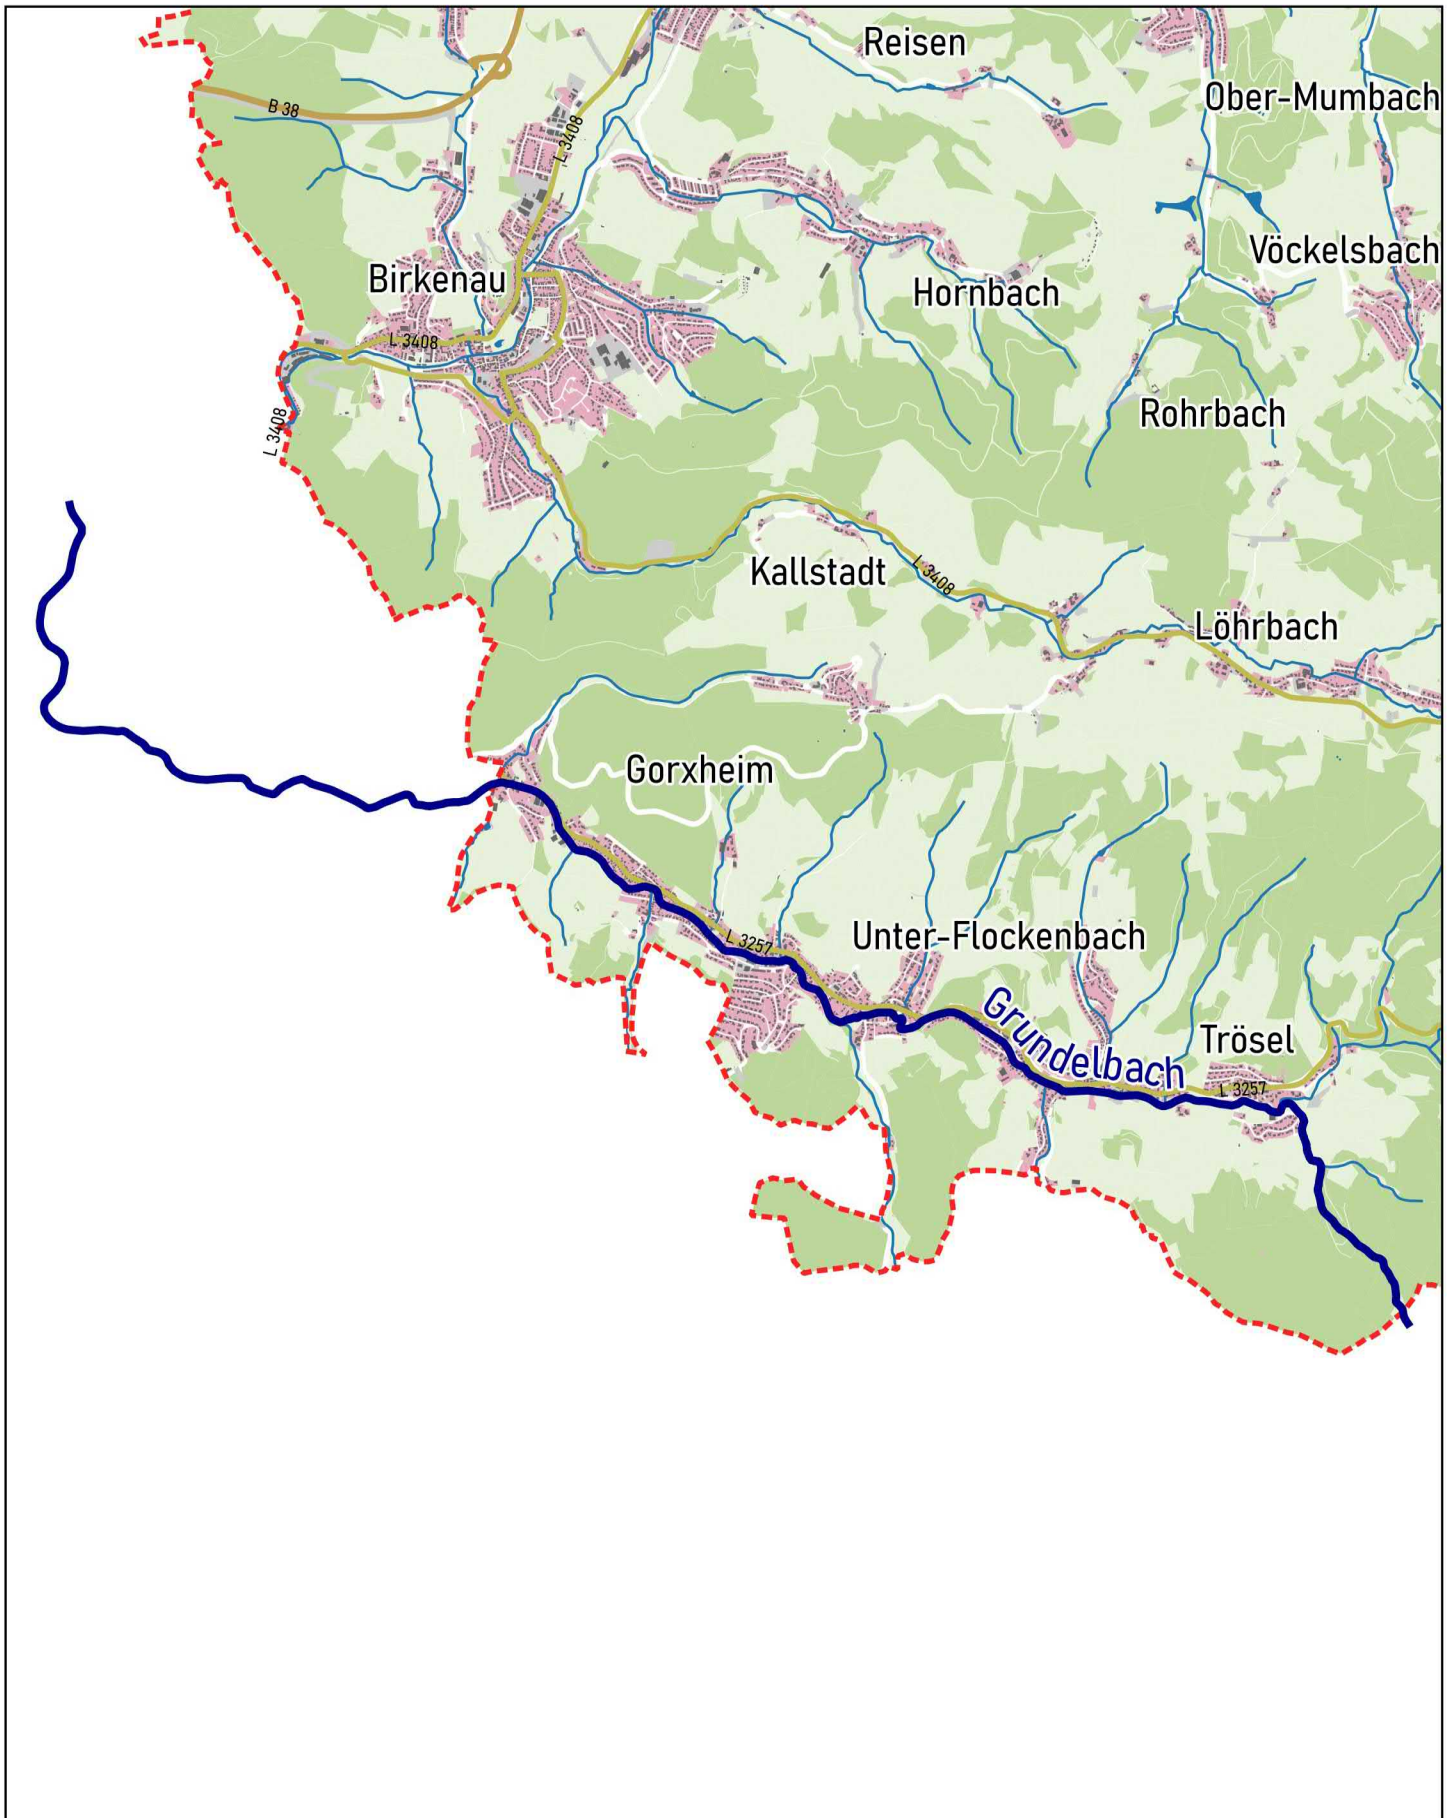 Reisen
Ober-Mumbach
B 38
L 3408
Vöckelsbach
Birkenau
Hornbach
L 3408
Rohrbach
L 3408
Kallstadt
L 3408
Löhrbach
Gorxheim
L 3257
Unter-Flockenbach
Grundelbach
Trösel
L 3257